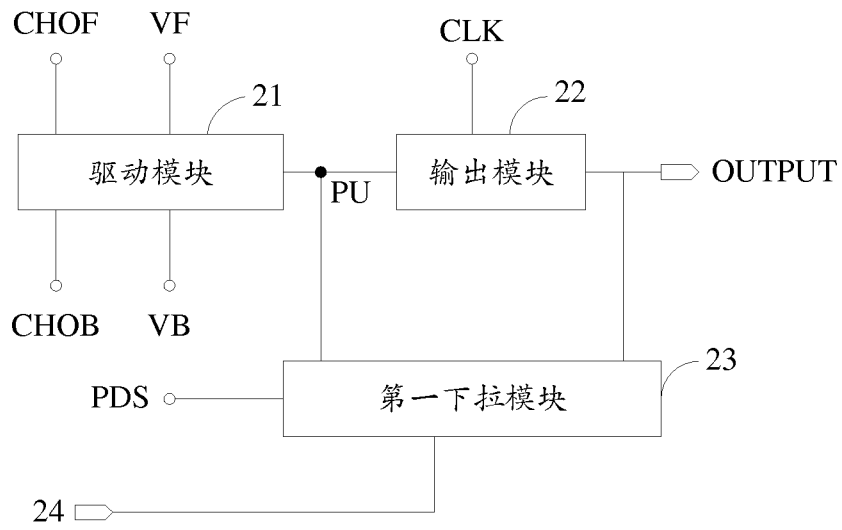 CHOF
VF
CLK
21
22
驱动模块
PU
输出模块
OUTPUT
CHOB
VB
23
PDS
第一下拉模块
24